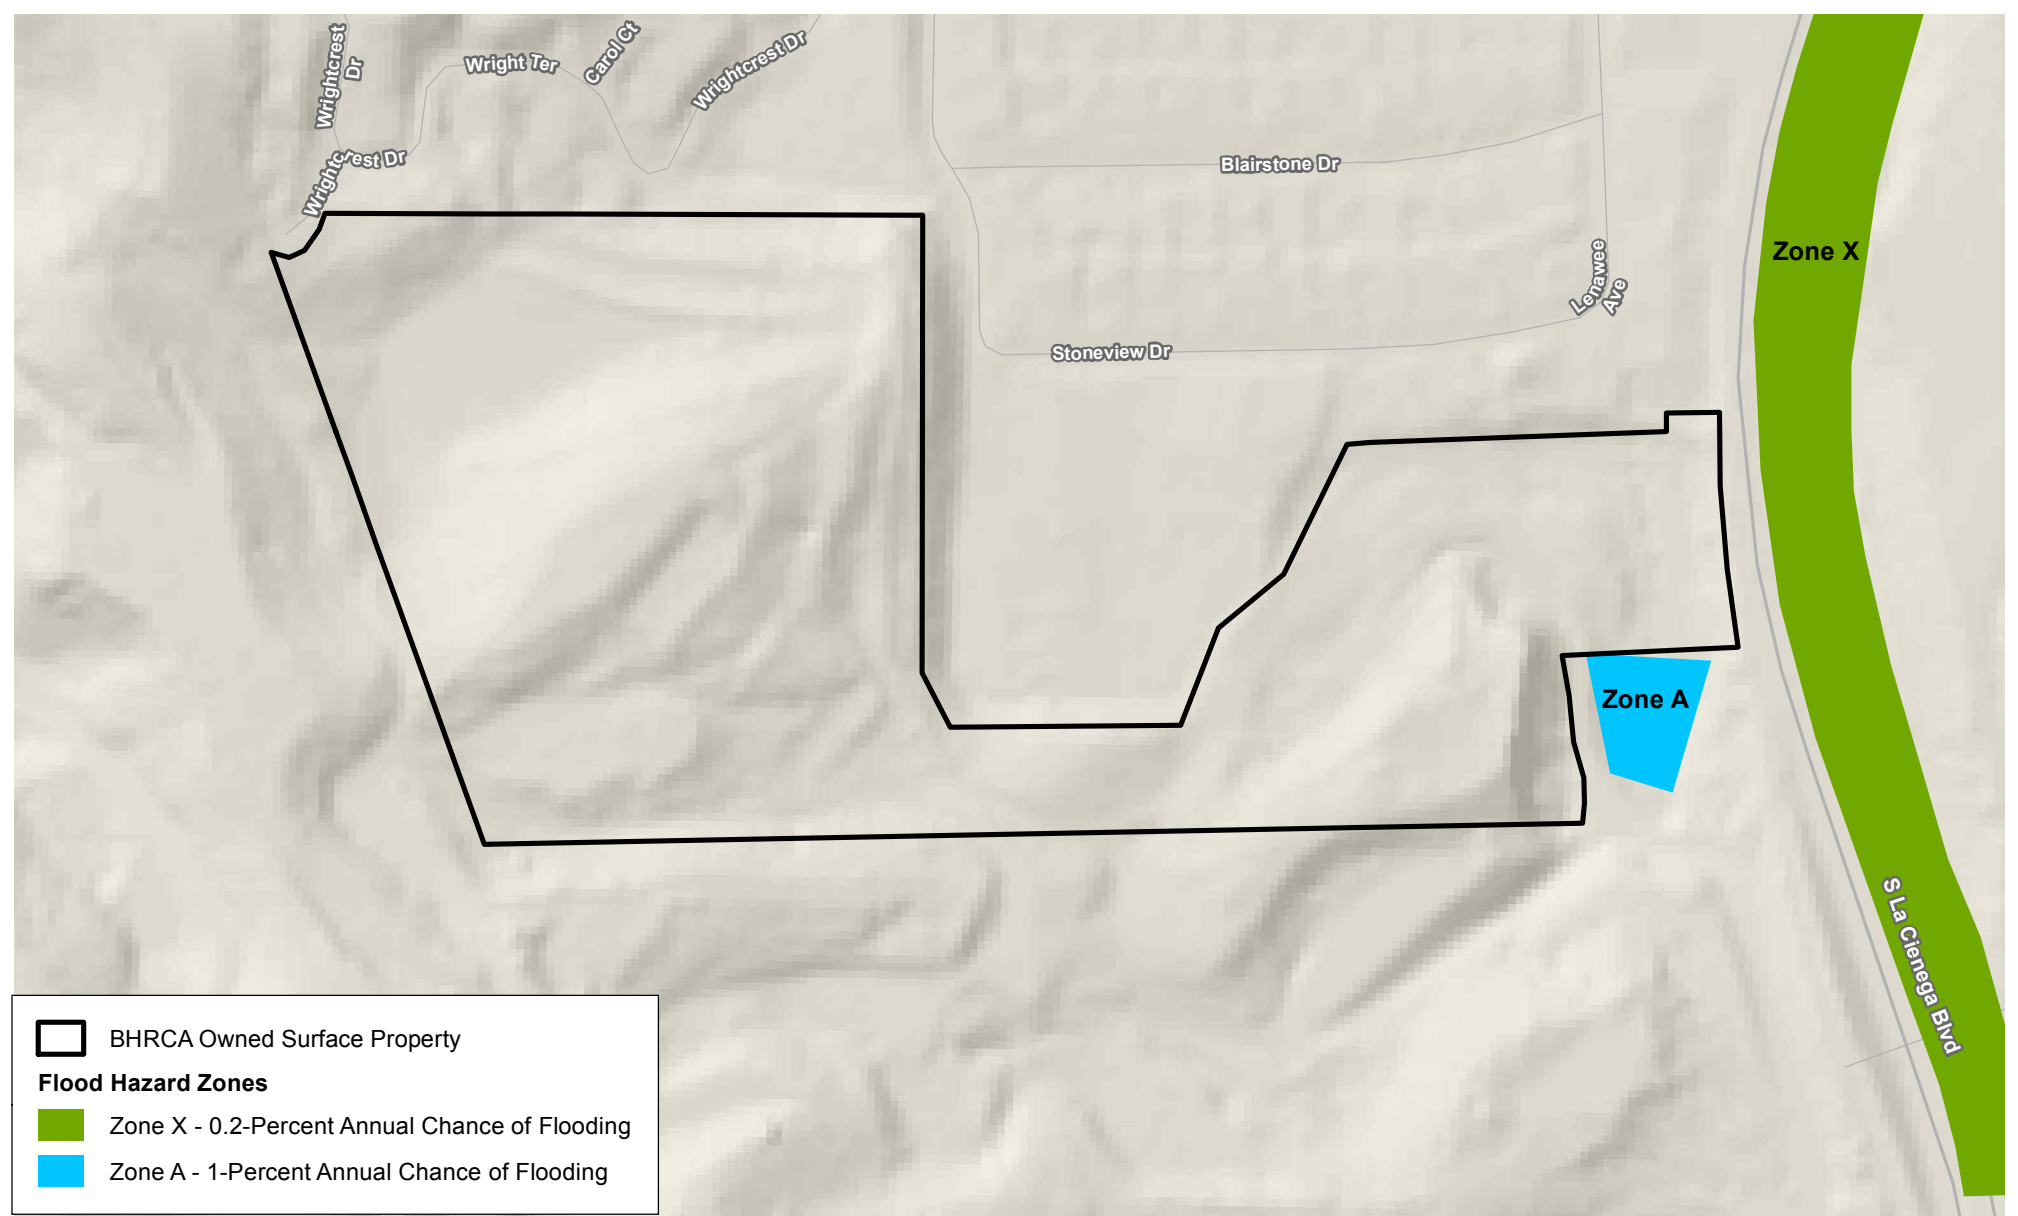 Wrightcrest
Dr
Wright Ter
Carol Ct
Wrightcrest Dr
Wrightcrest Dr
Blairstone Dr
Zone X
Lenawee
Ave
Stoneview Dr
Zone A
S La Cienega Blvd
BHRCA Owned Surface Property
Flood Hazard Zones
Zone X - 0.2-Percent Annual Chance of Flooding
Zone A - 1-Percent Annual Chance of Flooding